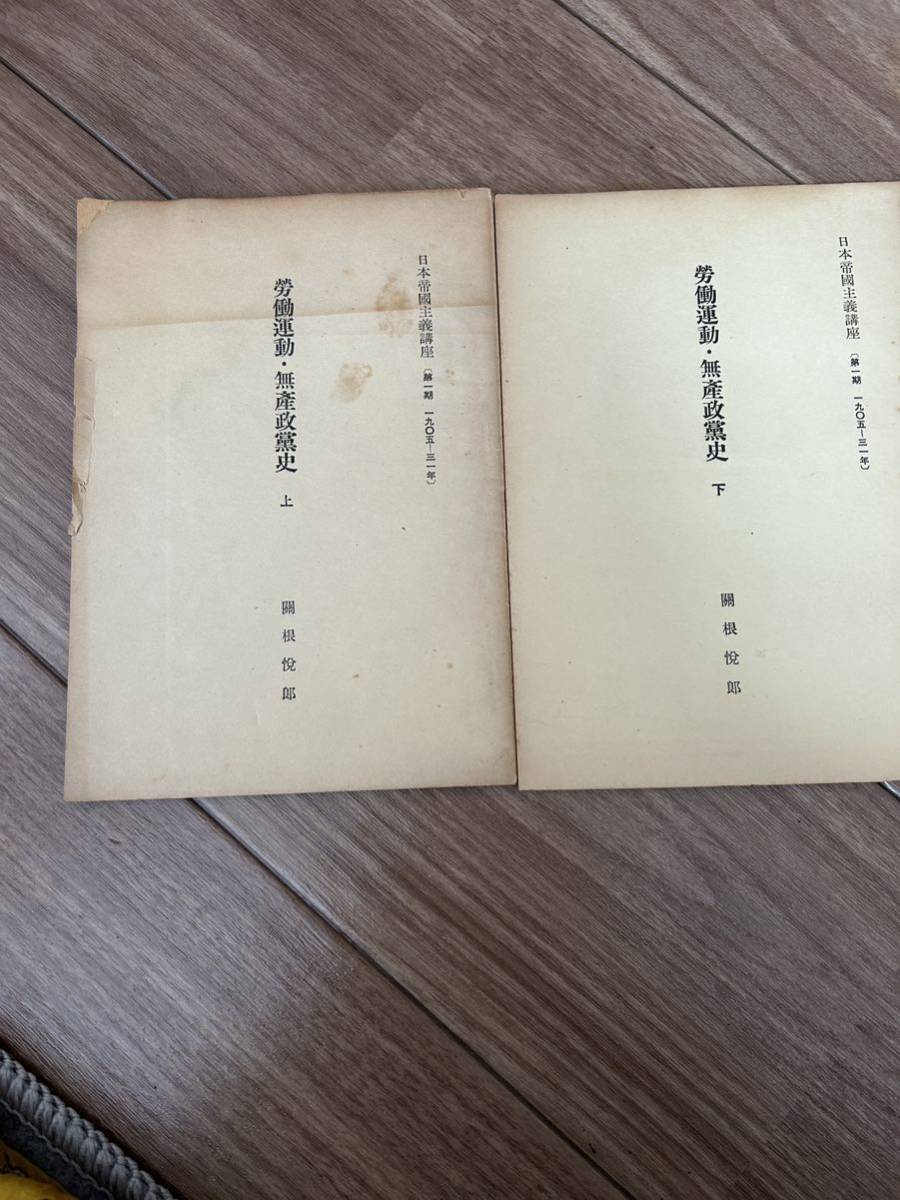 日本帝國主義講座〔第一期 一九〇五―三一年〕
勞働運動・無產政黨史 上
關根悅郎
日本帝國主義講座〔第一期 一九〇五―三一年〕
勞働運動・無產政黨史 下
關根悅郎